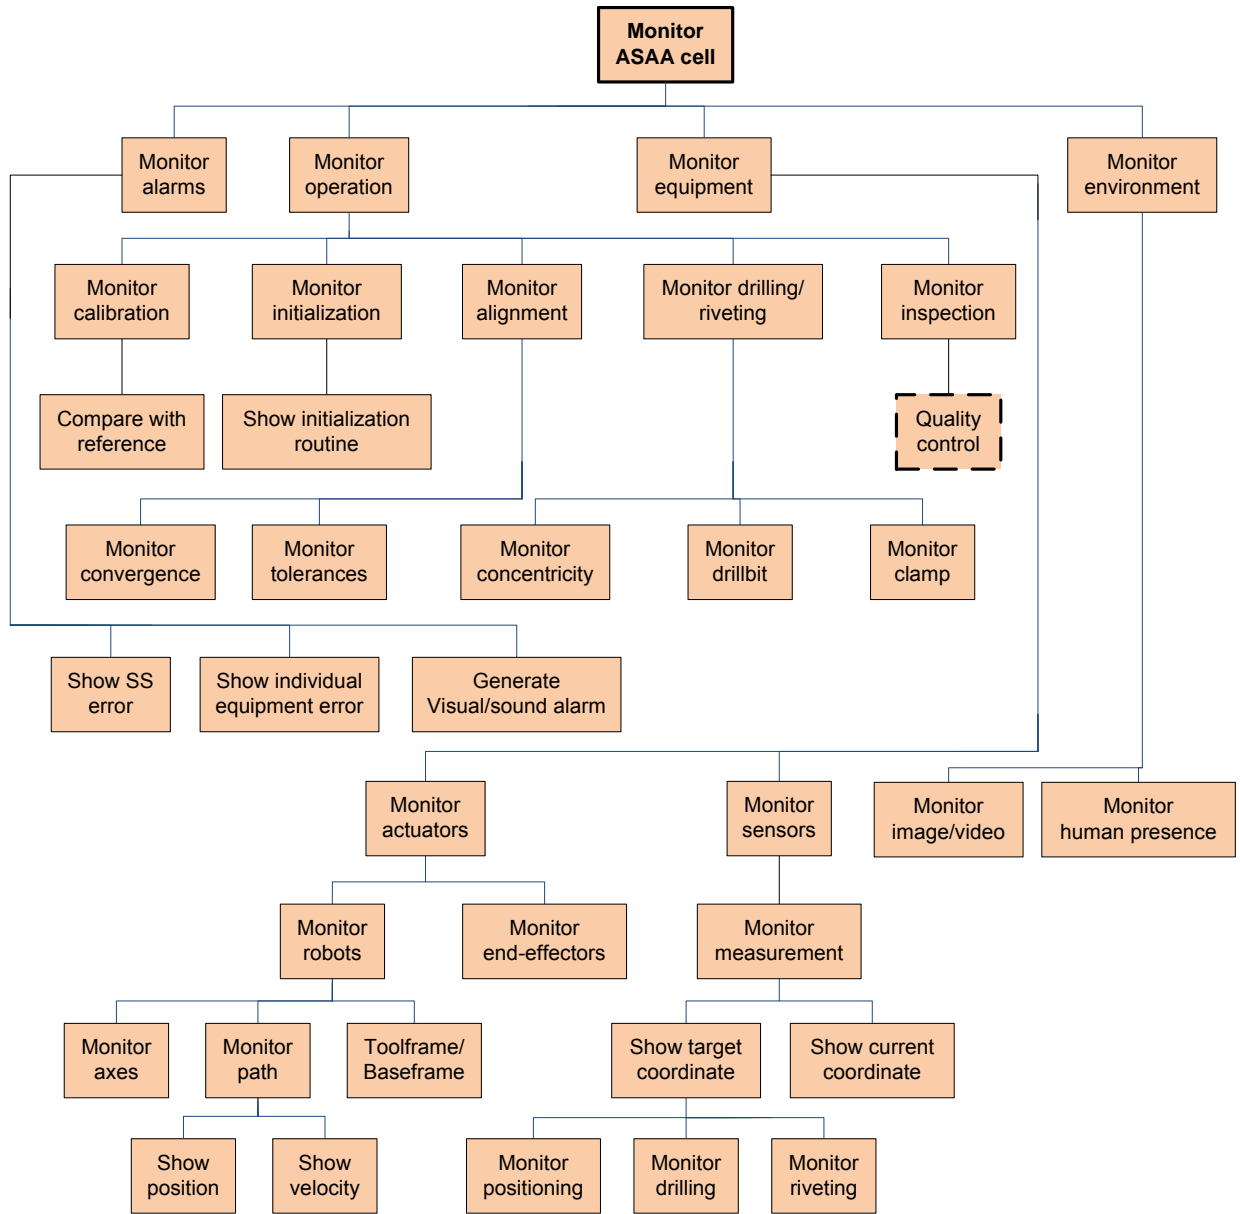 Monitor
ASAA cell
Monitor
alarms
Monitor
operation
Monitor
equipment
Monitor
environment
Monitor
calibration
Monitor
initialization
Monitor
alignment
Monitor drilling/
riveting
Monitor
inspection
Compare with
reference
Show initialization
routine
Quality
control
Monitor
convergence
Monitor
tolerances
Monitor
concentricity
Monitor
drillbit
Monitor
clamp
Show SS
error
Show individual
equipment error
Generate
Visual/sound alarm
Monitor
actuators
Monitor
sensors
Monitor
image/video
Monitor
human presence
Monitor
robots
Monitor
end-effectors
Monitor
measurement
Monitor
axes
Monitor
path
Toolframe/
Baseframe
Show target
coordinate
Show current
coordinate
Show
position
Show
velocity
Monitor
positioning
Monitor
drilling
Monitor
riveting